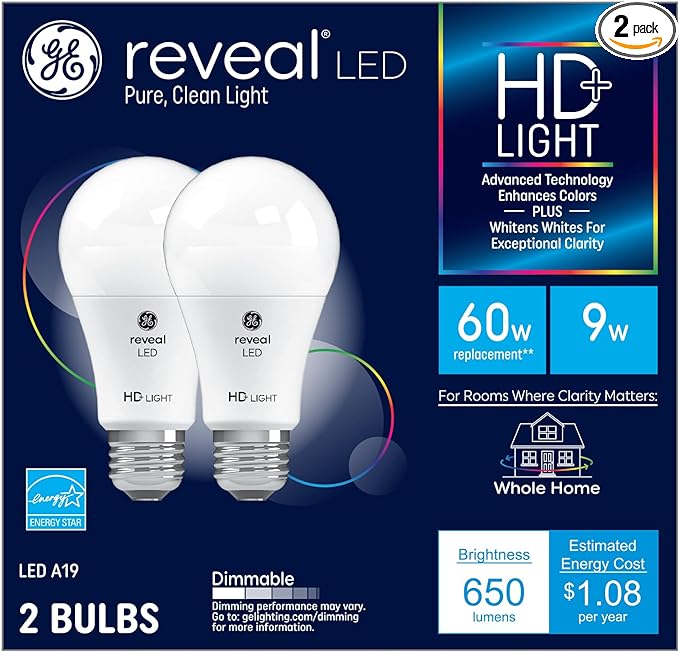 2 pack
GE
reveal® LED
Pure, Clean Light
HD+
LIGHT
Advanced Technology
Enhances Colors
— PLUS —
Whitens Whites For
Exceptional Clarity
GE
reveal
LED
HD+ LIGHT
GE
reveal
LED
HD+ LIGHT
60w
replacement**
9w
For Rooms Where Clarity Matters:
Whole Home
energy
ENERGY STAR
LED A19
2 BULBS
Dimmable
Dimming performance may vary.
Go to: gelighting.com/dimming
for more information.
Brightness
650
lumens
Estimated
Energy Cost
$1.08
per year